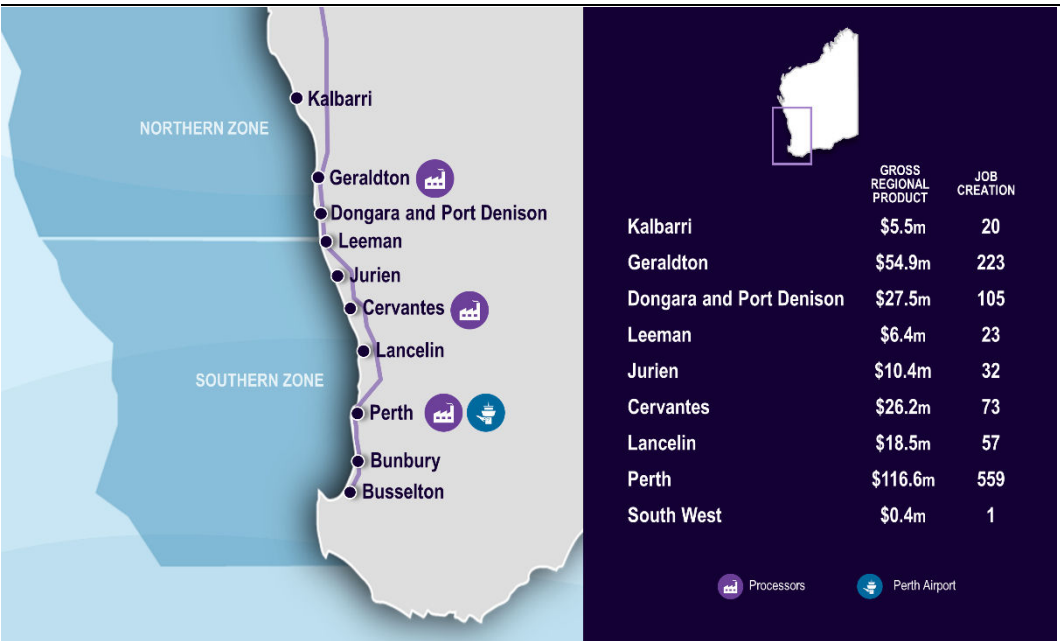 Kalbarri
NORTHERN ZONE
Geraldton
Dongara and Port Denison
Leeman
Jurien
Cervantes
Lancelin
SOUTHERN ZONE
Perth
Bunbury
Busselton
GROSS
REGIONAL
PRODUCT
JOB
CREATION
Kalbarri $5.5m 20
Geraldton $54.9m 223
Dongara and Port Denison $27.5m 105
Leeman $6.4m 23
Jurien $10.4m 32
Cervantes $26.2m 73
Lancelin $18.5m 57
Perth $116.6m 559
South West $0.4m 1
Processors Perth Airport